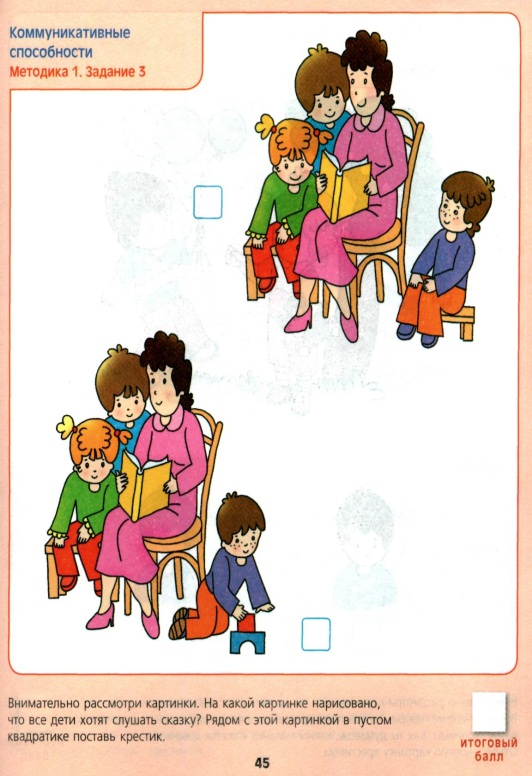 Коммуникативные
способности
Методика 1. Задание 3
Внимательно рассмотри картинки. На какой картинке нарисовано,
что все дети хотят слушать сказку? Рядом с этой картинкой в пустом
квадратике поставь крестик.
итоговый
балл
45